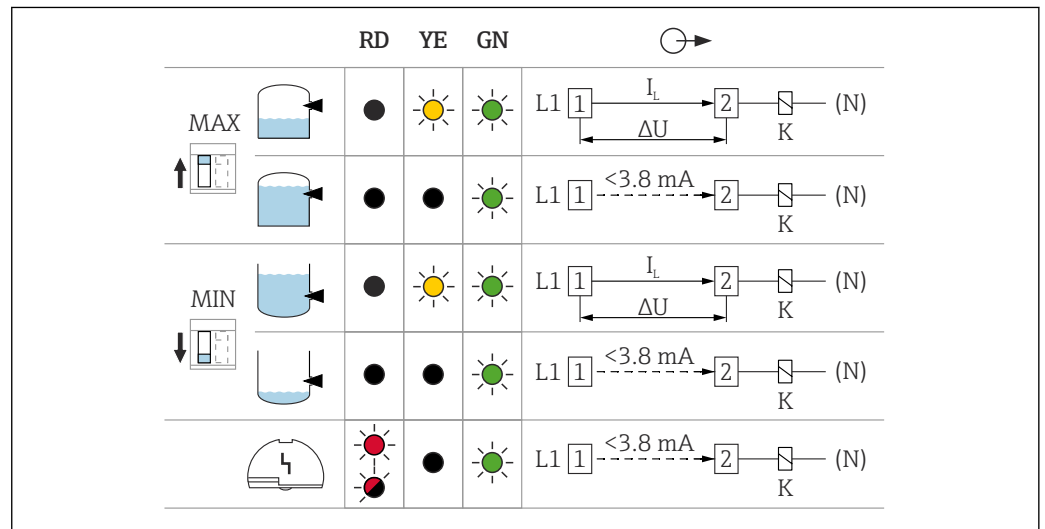 RD YE GN
MAX
L1 1 I_L 2 (N)
ΔU K
L1 1 <3.8 mA 2 (N)
K
MIN
L1 1 I_L 2 (N)
ΔU K
L1 1 <3.8 mA 2 (N)
K
L1 1 <3.8 mA 2 (N)
K